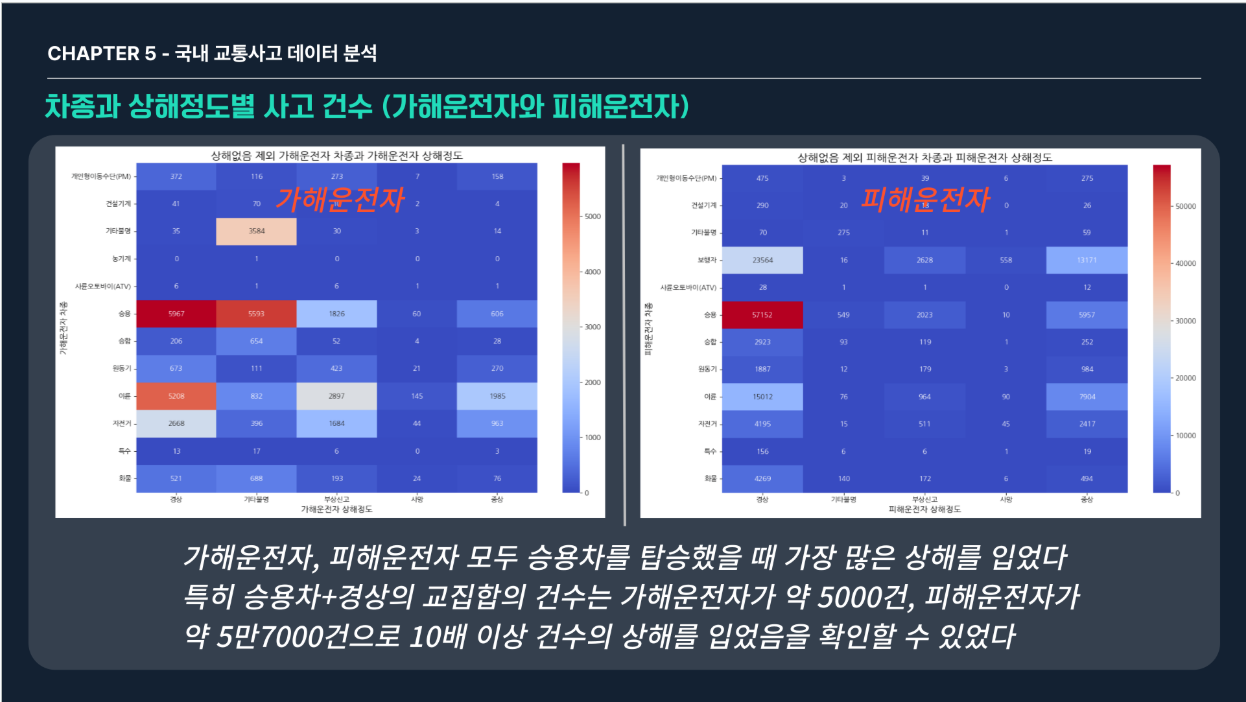 CHAPTER 5 - 국내 교통사고 데이터 분석
차종과 상해정도별 사고 건수 (가해운전자와 피해운전자)
상해없음 제외 가해운전자 차종과 가해운전자 상해정도
가해운전자
가해운전자 차종
개인형이동수단(PM) 372 116 273 7 158
건설기계 41 70 2 4
기타불명 35 3584 30 3 14
농기계 0 1 0 0 0
사륜오토바이(ATV) 6 1 6 1 1
승용 5967 5593 1826 60 606
승합 206 654 52 4 28
원동기 673 111 423 21 270
이륜 5208 832 2897 145 1985
자전거 2668 396 1684 44 963
특수 13 17 6 0 3
화물 521 688 193 24 76
경상 기타불명 부상신고 사망 중상
가해운전자 상해정도
5000
4000
3000
2000
1000
0
상해없음 제외 피해운전자 차종과 피해운전자 상해정도
피해운전자
피해운전자 차종
개인형이동수단(PM) 475 3 39 6 275
건설기계 290 20 0 26
기타불명 70 275 11 1 59
보행자 23564 16 2628 558 13171
사륜오토바이(ATV) 28 1 1 0 12
승용 57152 549 2023 10 5957
승합 2923 93 119 1 252
원동기 1887 12 179 3 984
이륜 15012 76 964 90 7904
자전거 4195 15 511 45 2417
특수 156 6 6 1 19
화물 4269 140 172 6 494
경상 기타불명 부상신고 사망 중상
피해운전자 상해정도
50000
40000
30000
20000
10000
0
가해운전자, 피해운전자 모두 승용차를 탑승했을 때 가장 많은 상해를 입었다
특히 승용차+경상의 교집합의 건수는 가해운전자가 약 5000건, 피해운전자가
약 5만7000건으로 10배 이상 건수의 상해를 입었음을 확인할 수 있었다